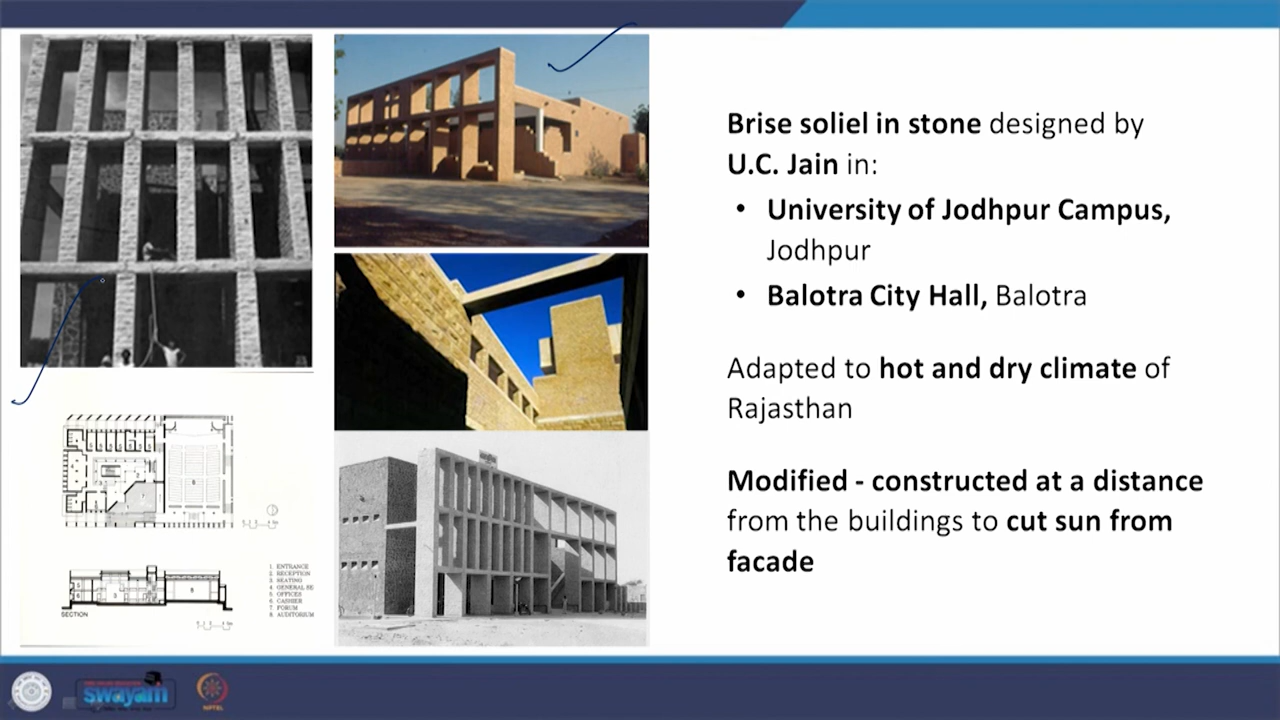 Brise soliel in stone designed by
U.C. Jain in:
• University of Jodhpur Campus,
Jodhpur
• Balotra City Hall, Balotra
Adapted to hot and dry climate of
Rajasthan
Modified - constructed at a distance
from the buildings to cut sun from
facade
SECTION
1. ENTRANCE
2. RECEPTION
3. SEATING
4. GENERAL SE
5. OFFICES
6. CASHIER
7. FORUM
8. AUDITORIUM
swayam
NPTEL